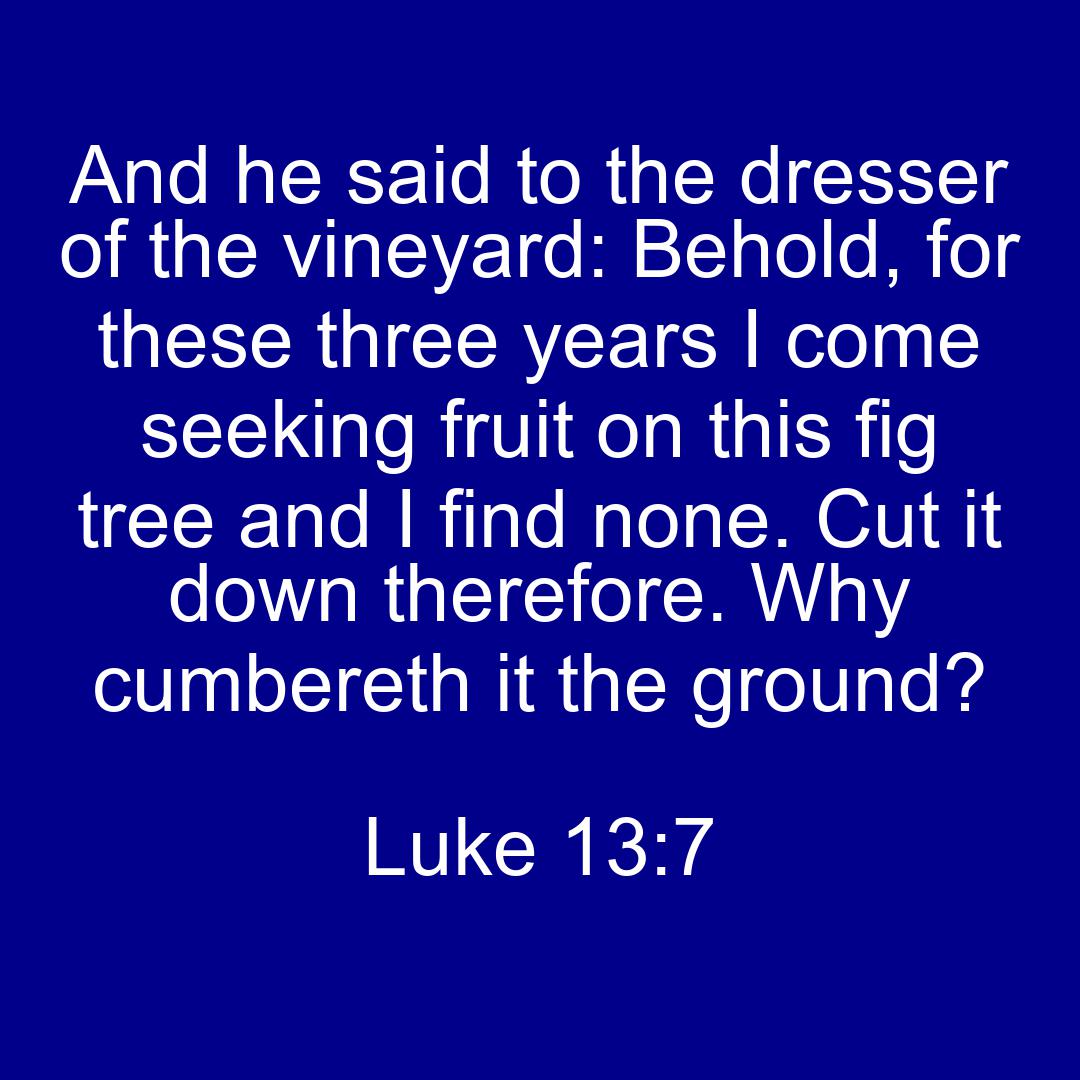 And he said to the dresser
of the vineyard: Behold, for
these three years I come
seeking fruit on this fig
tree and I find none. Cut it
down therefore. Why
cumbereth it the ground?
Luke 13:7